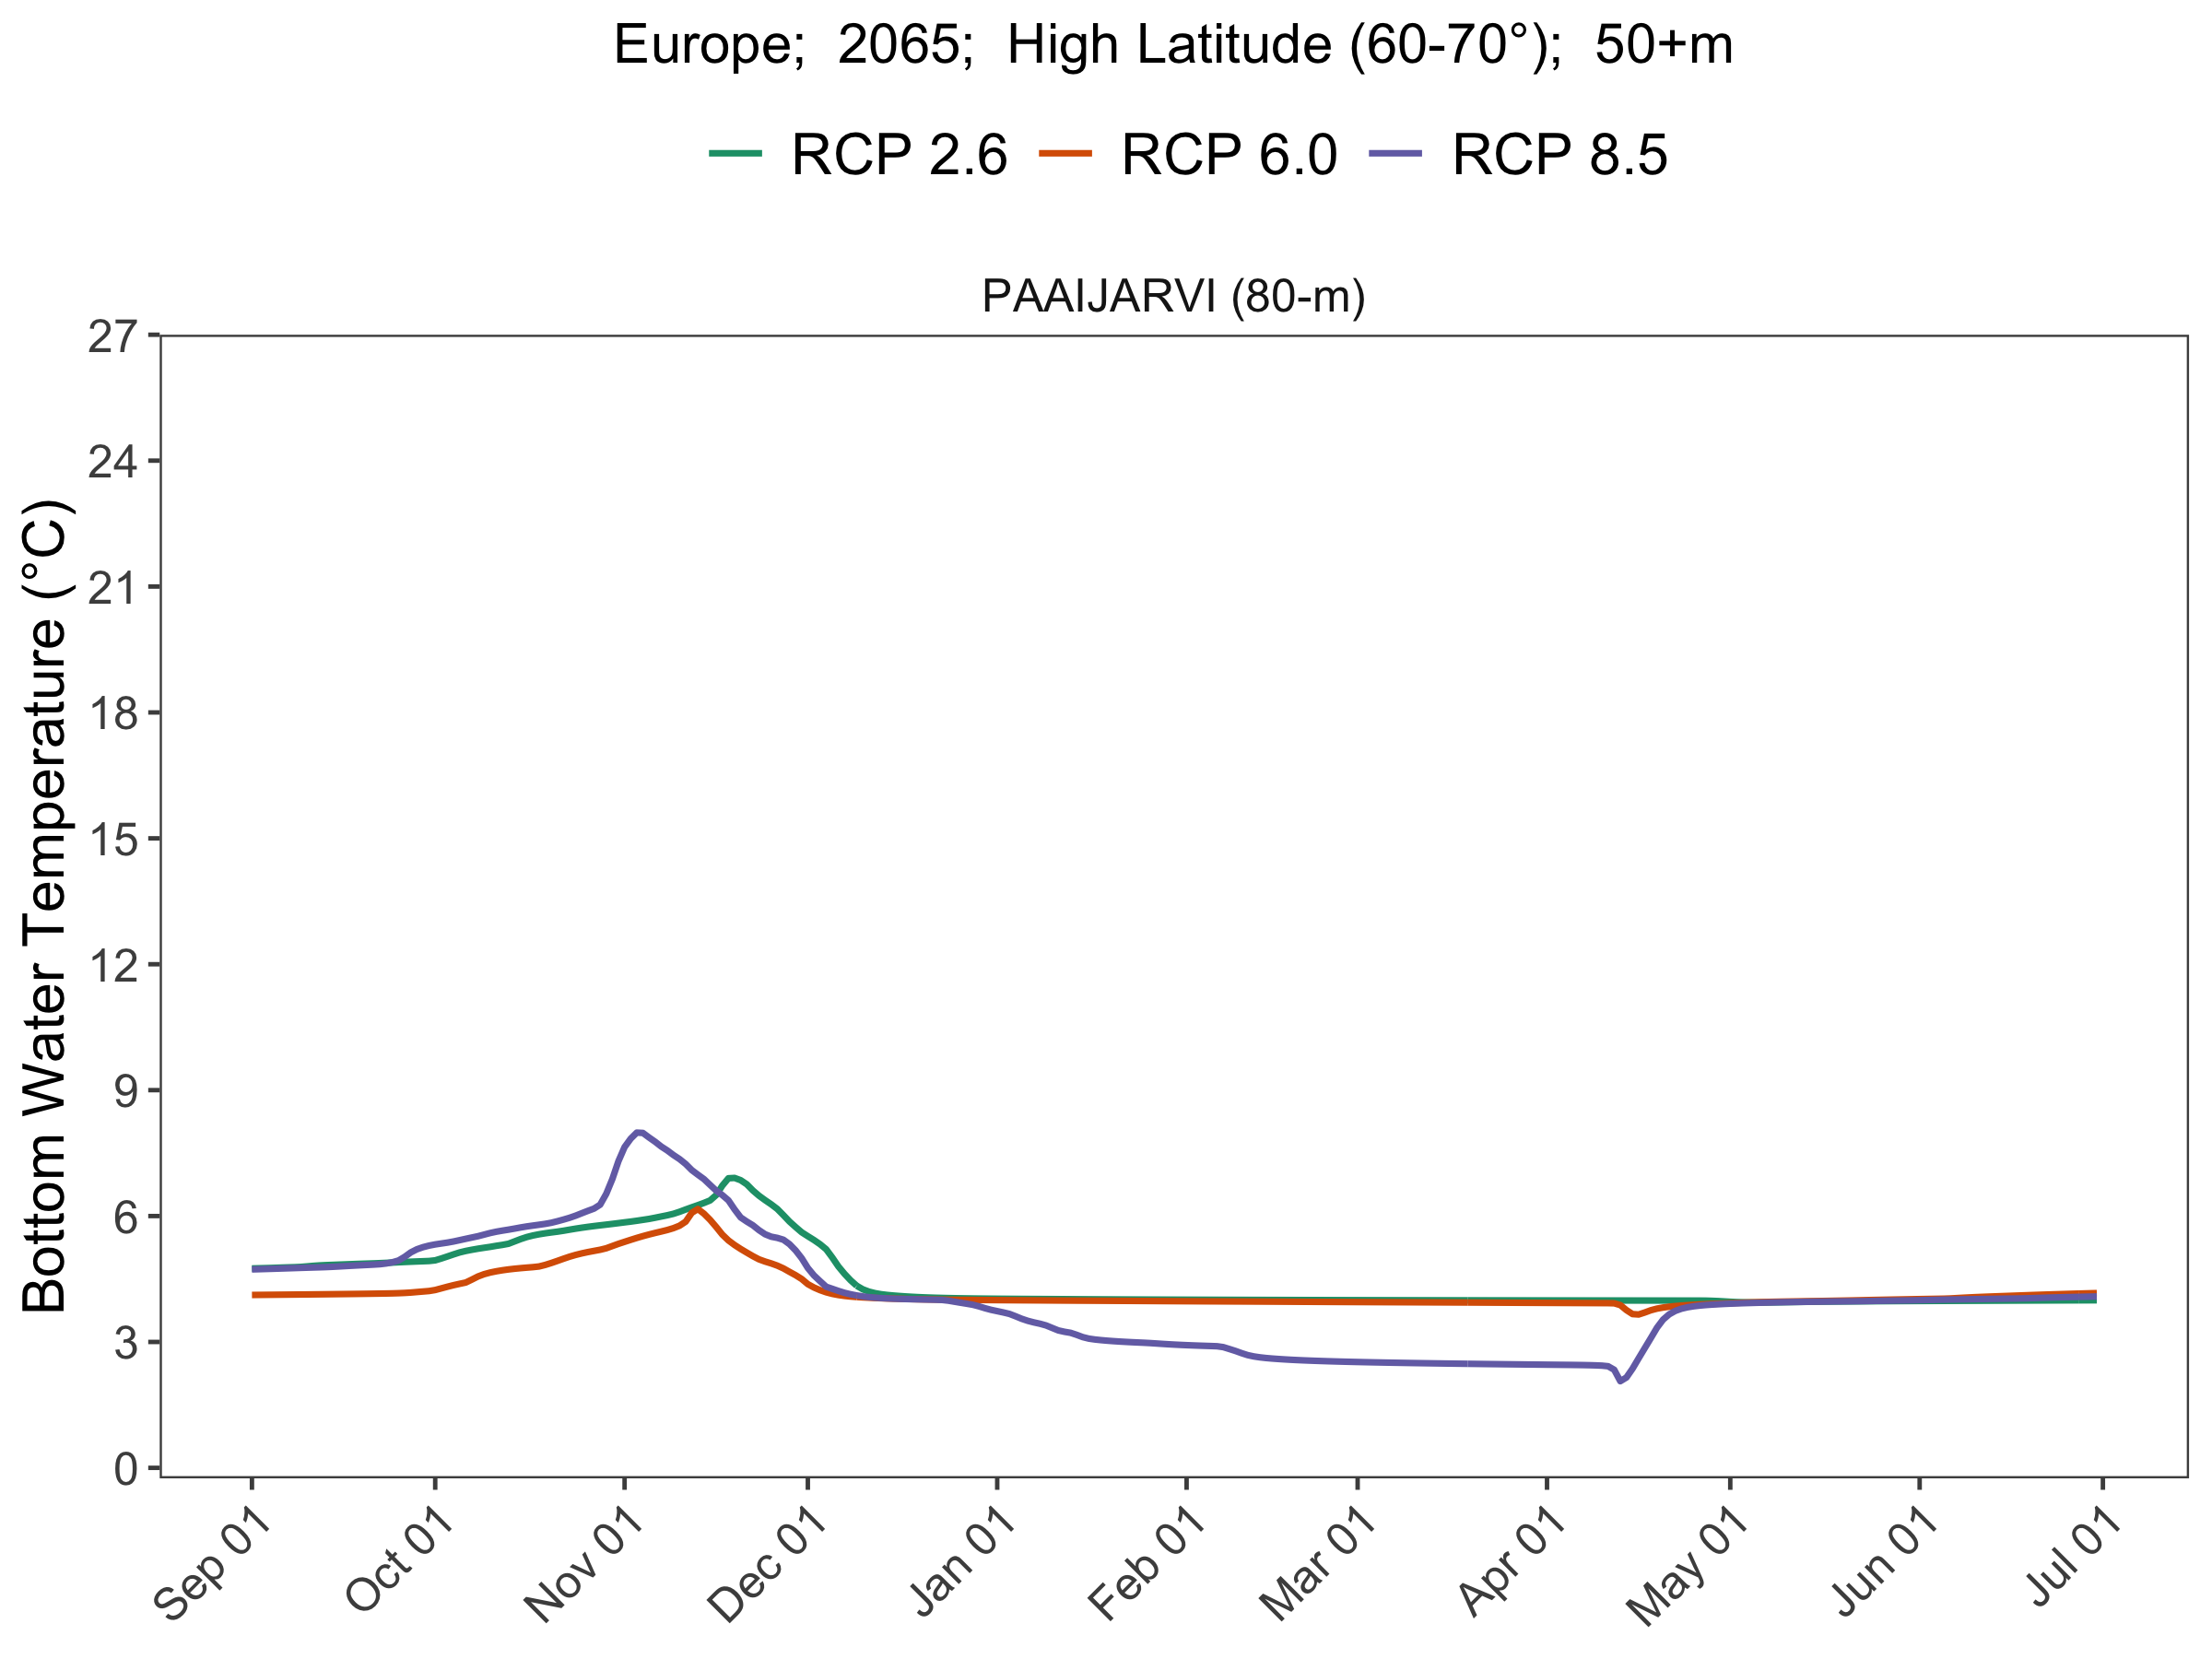 Europe;  2065;  High Latitude (60-70°);  50+m
RCP 2.6 RCP 6.0 RCP 8.5
PAAIJARVI (80-m)
Bottom Water Temperature (°C)
27
24
21
18
15
12
9
6
3
0
Sep 01 Oct 01 Nov 01 Dec 01 Jan 01 Feb 01 Mar 01 Apr 01 May 01 Jun 01 Jul 01